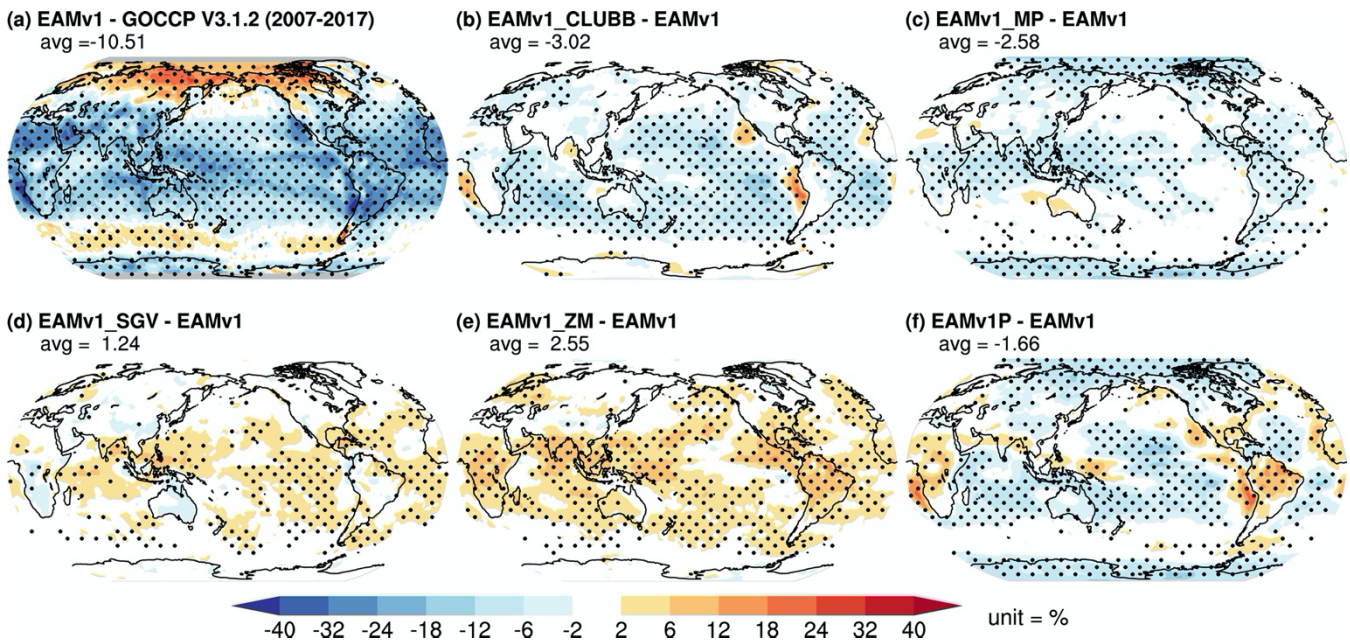 (a) EAMv1 - GOCCP V3.1.2 (2007-2017)
avg =-10.51
(b) EAMv1_CLUBB - EAMv1
avg = -3.02
(c) EAMv1_MP - EAMv1
avg = -2.58
(d) EAMv1_SGV - EAMv1
avg = 1.24
(e) EAMv1_ZM - EAMv1
avg = 2.55
(f) EAMv1P - EAMv1
avg = -1.66
-40 -32 -24 -18 -12 -6 -2 2 6 12 18 24 32 40 unit = %